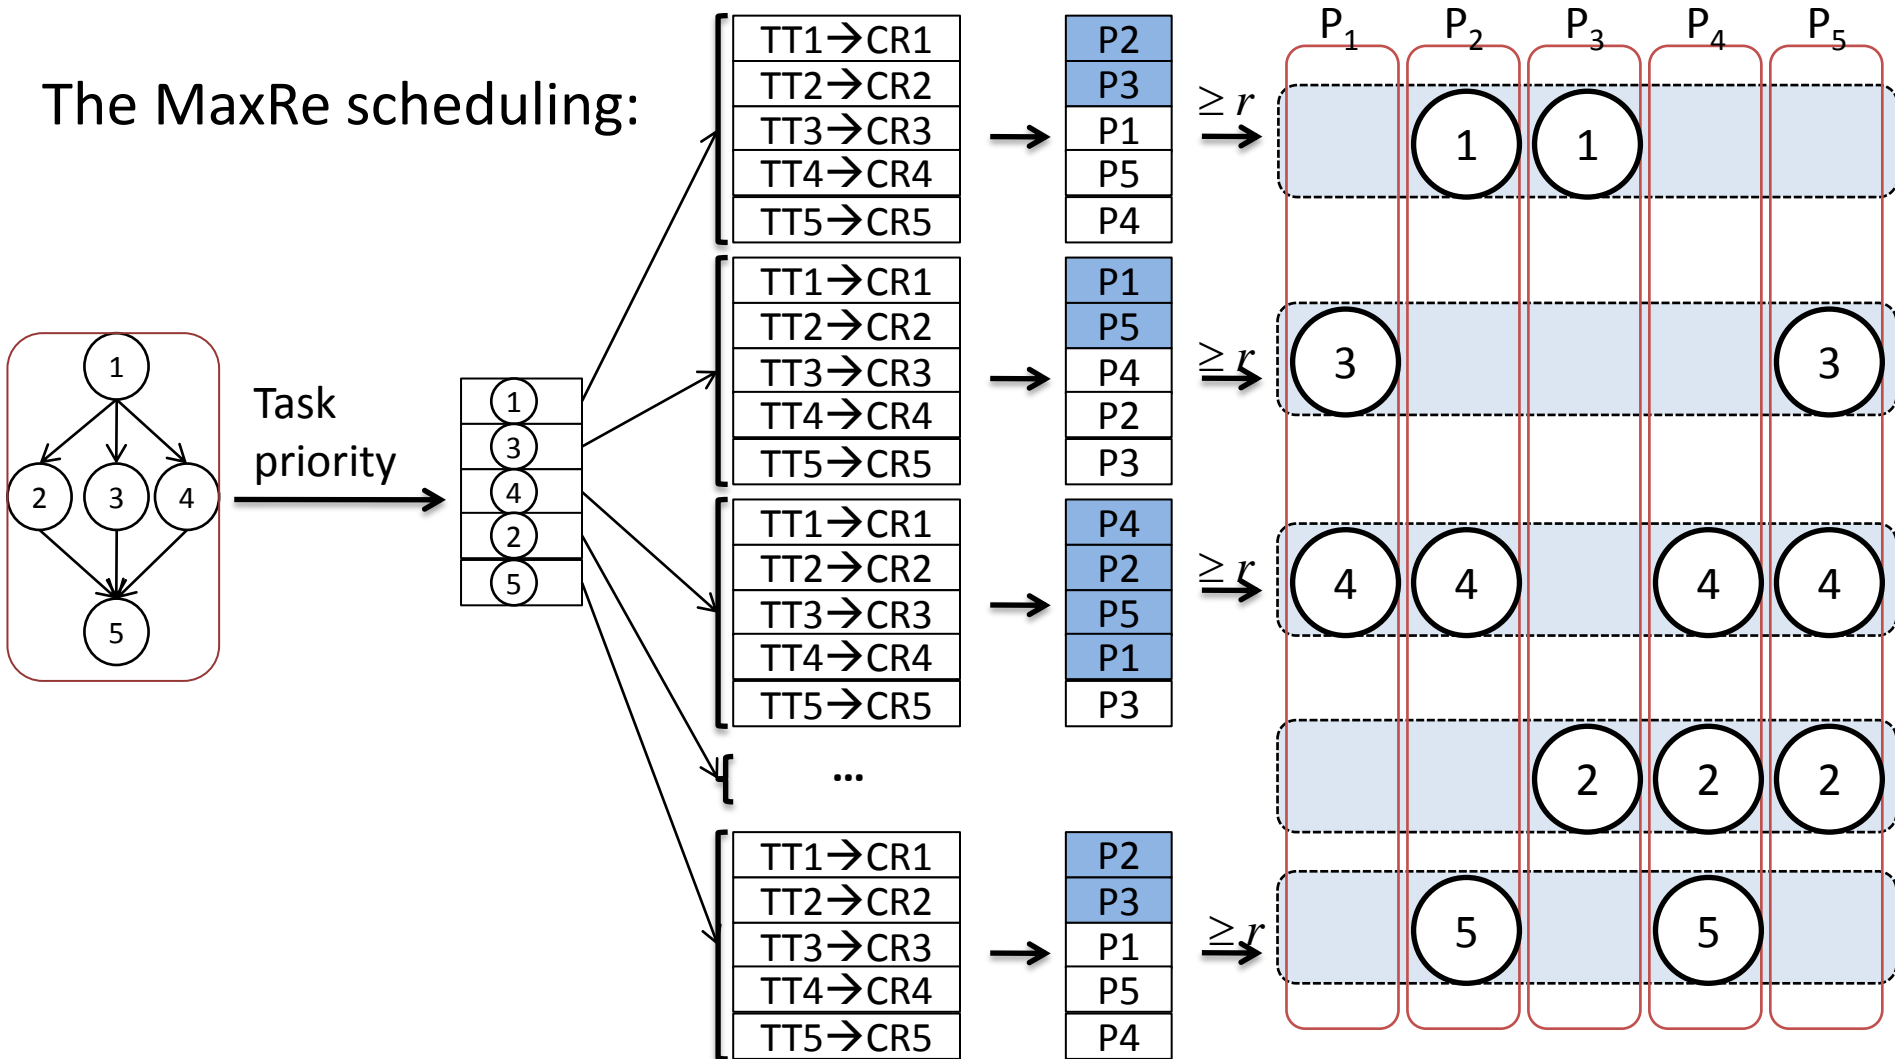 The MaxRe scheduling:
1
2 3 4
5
Task
priority
1
3
4
2
5
TT1→CR1
TT2→CR2
TT3→CR3
TT4→CR4
TT5→CR5
P2
P3
P1
P5
P4
≥ r
TT1→CR1
TT2→CR2
TT3→CR3
TT4→CR4
TT5→CR5
P1
P5
P4
P2
P3
≥ r
TT1→CR1
TT2→CR2
TT3→CR3
TT4→CR4
TT5→CR5
P4
P2
P5
P1
P3
≥ r
...
TT1→CR1
TT2→CR2
TT3→CR3
TT4→CR4
TT5→CR5
P2
P3
P1
P5
P4
≥ r
P1 P2 P3 P4 P5
1 1
3 3
4 4 4 4
2 2 2
5 5